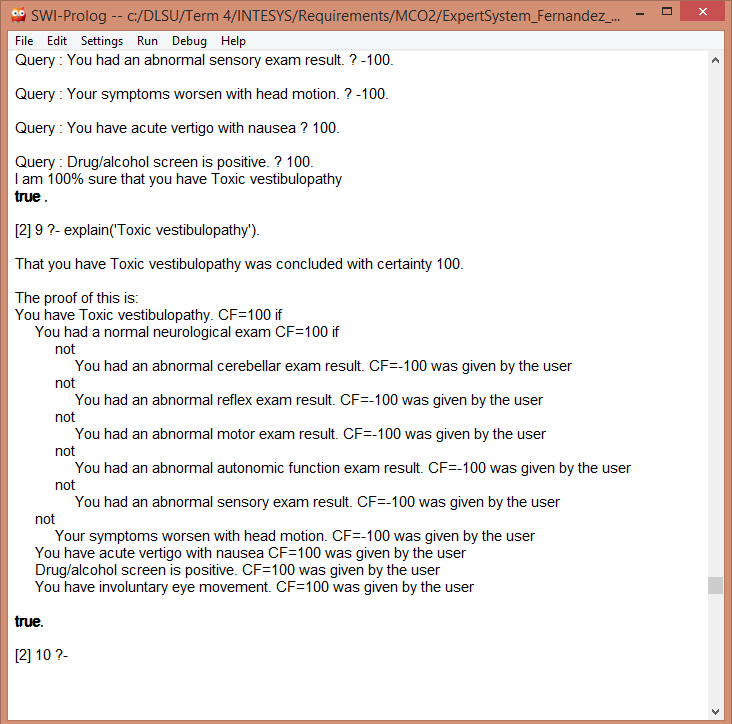 SWI-Prolog -- c:/DLSU/Term 4/INTESYS/Requirements/MCO2/ExpertSystem_Fernandez_...
File Edit Settings Run Debug Help
Query : You had an abnormal sensory exam result. ? -100.
Query : Your symptoms worsen with head motion. ? -100.
Query : You have acute vertigo with nausea ? 100.
Query : Drug/alcohol screen is positive. ? 100.
I am 100% sure that you have Toxic vestibulopathy
true .
[2] 9 ?- explain('Toxic vestibulopathy').
That you have Toxic vestibulopathy was concluded with certainty 100.
The proof of this is:
You have Toxic vestibulopathy. CF=100 if
You had a normal neurological exam CF=100 if
not
You had an abnormal cerebellar exam result. CF=-100 was given by the user
not
You had an abnormal reflex exam result. CF=-100 was given by the user
not
You had an abnormal motor exam result. CF=-100 was given by the user
not
You had an abnormal autonomic function exam result. CF=-100 was given by the user
not
You had an abnormal sensory exam result. CF=-100 was given by the user
not
Your symptoms worsen with head motion. CF=-100 was given by the user
You have acute vertigo with nausea CF=100 was given by the user
Drug/alcohol screen is positive. CF=100 was given by the user
You have involuntary eye movement. CF=100 was given by the user
true.
[2] 10 ?-